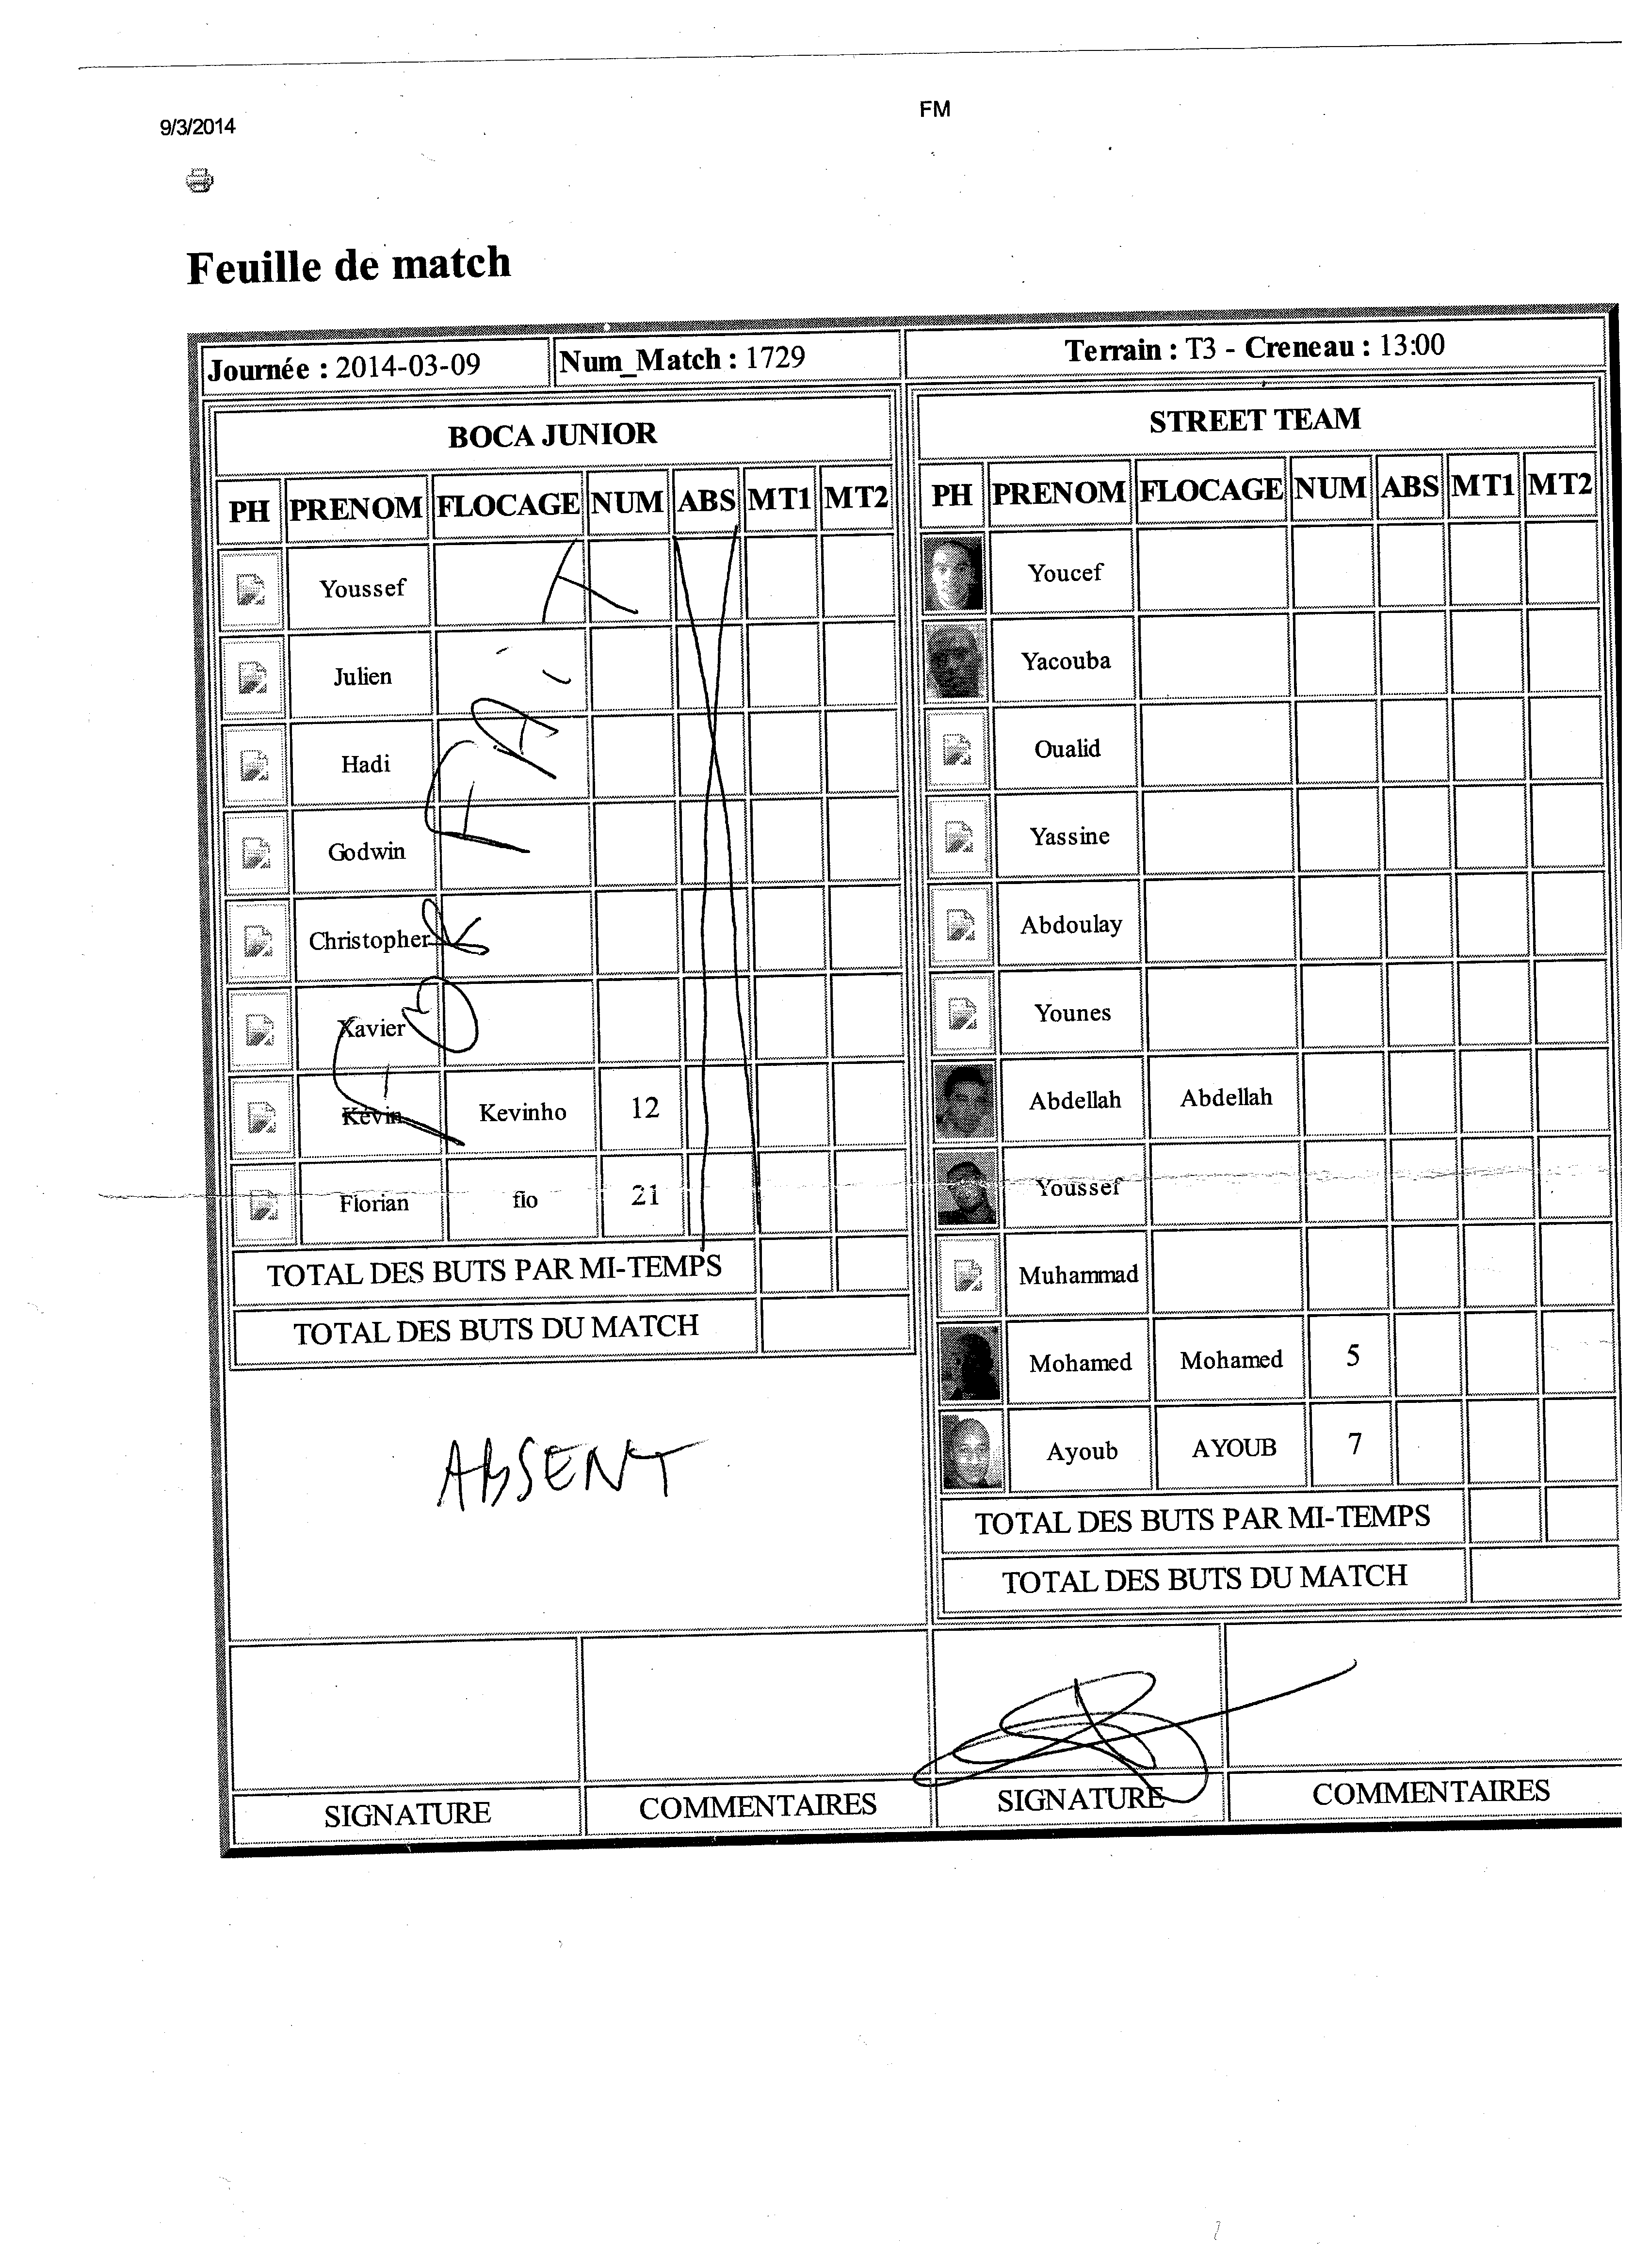 9/3/2014
FM
Feuille de match
Journée : 2014-03-09 Num_Match : 1729 Terrain : T3 - Creneau : 13:00
BOCA JUNIOR
PH PRENOM FLOCAGE NUM ABS MT1 MT2
Youssef
Julien
Hadi
Godwin
Christopher
Xavier
Kévin Kevinho 12
Florian flo 21
TOTAL DES BUTS PAR MI-TEMPS
TOTAL DES BUTS DU MATCH
FORFAIT
ABSENT
STREET TEAM
PH PRENOM FLOCAGE NUM ABS MT1 MT2
Youcef
Yacouba
Oualid
Yassine
Abdoulay
Younes
Abdellah Abdellah
Youssef
Muhammad
Mohamed Mohamed 5
Ayoub AYOUB 7
TOTAL DES BUTS PAR MI-TEMPS
TOTAL DES BUTS DU MATCH
SIGNATURE COMMENTAIRES SIGNATURE COMMENTAIRES